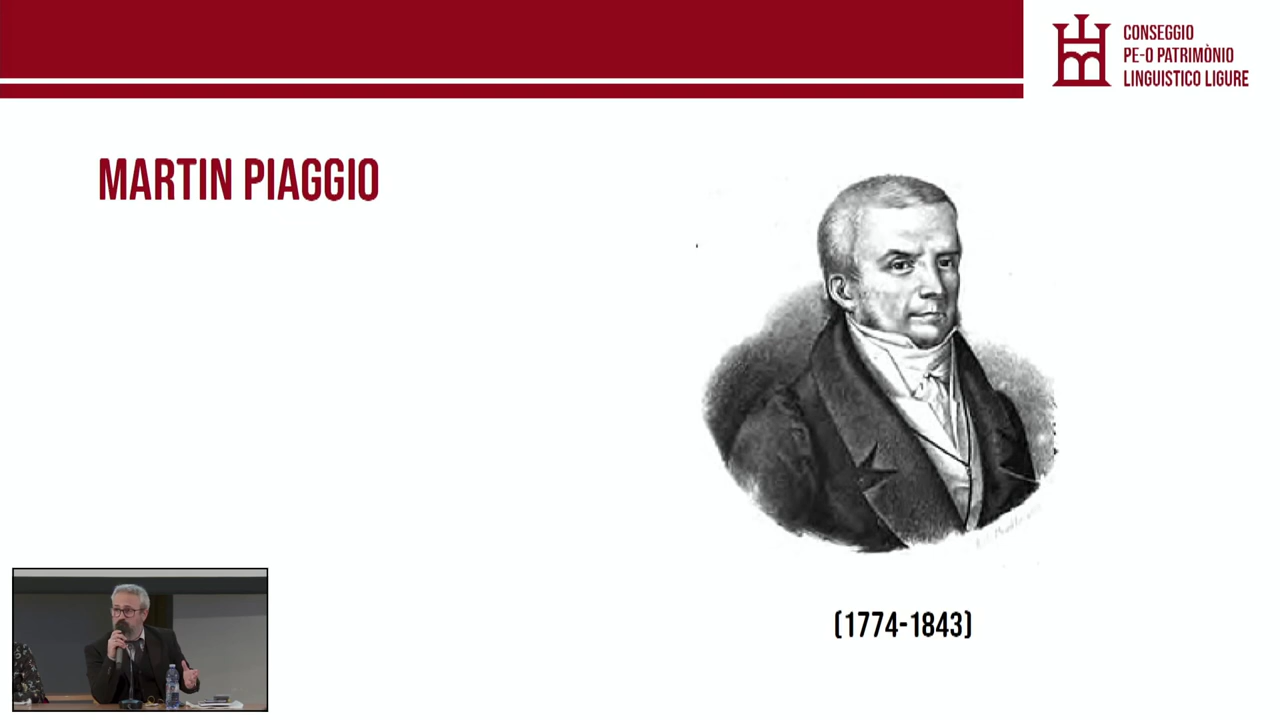 CONSEGGIO
PE-O PATRIMÒNIO
LINGUISTICO LIGURE
MARTIN PIAGGIO
(1774-1843)